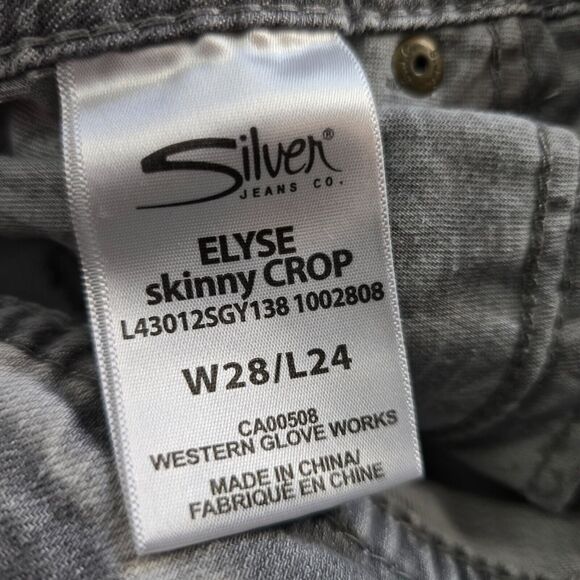 Silver®
JEANS CO.
ELYSE
skinny CROP
L43012SGY138 1002808
W28/L24
CA00508
WESTERN GLOVE WORKS
MADE IN CHINA/
FABRIQUÉ EN CHINE